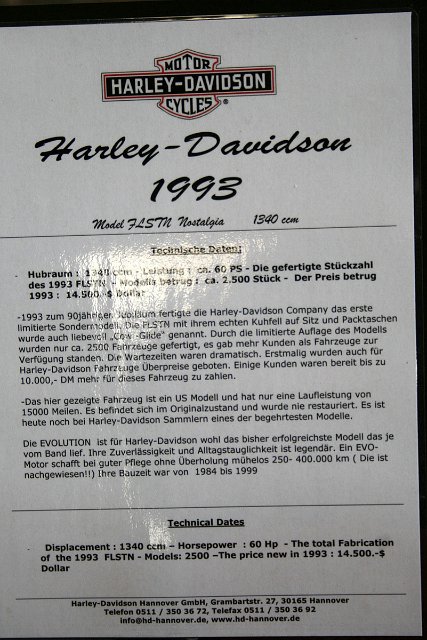 MOTOR
HARLEY-DAVIDSON
CYCLES ®
Harley-Davidson
1993
Model FLSTN Nostalgia 1340 ccm
Technische Daten:
- Hubraum : 1340 ccm - Leistung : ca. 60 PS - Die gefertigte Stückzahl
des 1993 FLSTN - Modells betrug : ca. 2.500 Stück - Der Preis betrug
1993 : 14.500.-$ Dollar
-1993 zum 90jährigen Jubilium fertigte die Harley-Davidson Company das erste
limitierte Sondermodell. Die FLSTN mit ihrem echten Kuhfell auf Sitz und Packtaschen
wurde auch liebevoll „Cow -Glide" genannt. Durch die limitierte Auflage des Modells
wurden nur ca. 2500 Fahrzeuge gefertigt, es gab mehr Kunden als Fahrzeuge zur
Verfügung standen. Die Wartezeiten waren dramatisch. Erstmalig wurden auch für
Harley-Davidson Fahrzeuge Überpreise geboten. Einige Kunden waren bereit bis zu
10.000,- DM mehr für dieses Fahrzeug zu zahlen.
-Das hier gezeigte Fahrzeug ist ein US Modell und hat nur eine Laufleistung von
15000 Meilen. Es befindet sich im Originalzustand und wurde nie restauriert. Es ist
heute noch bei Harley-Davidson Sammlern eines der begehrtesten Modelle.
Die EVOLUTION ist für Harley-Davidson wohl das bisher erfolgreichste Modell das je
vom Band lief. Ihre Zuverlässigkeit und Alltagstauglichkeit ist legendär. Ein EVO-
Motor schafft bei guter Pflege ohne Überholung mühelos 250- 400.000 km ( Die ist
nachgewiesen!!) Ihre Bauzeit war von 1984 bis 1999
Technical Dates
- Displacement : 1340 ccm – Horsepower : 60 Hp - The total Fabrication
of the 1993 FLSTN - Models: 2500 –The price new in 1993 : 14.500.-$
Dollar
Harley-Davidson Hannover GmbH, Grambartstr. 27, 30165 Hannover
Telefon 0511 / 350 36 72, Telefax 0511 / 350 36 92
info@hd-hannover.de, www.hd-hannover.de